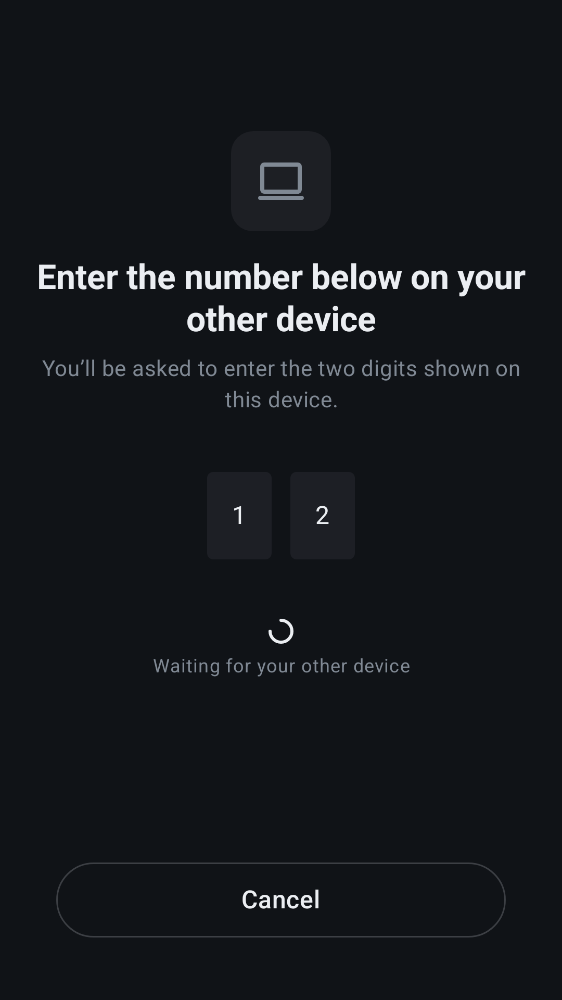 Enter the number below on your
other device
You’ll be asked to enter the two digits shown on
this device.
1 2
Waiting for your other device
Cancel